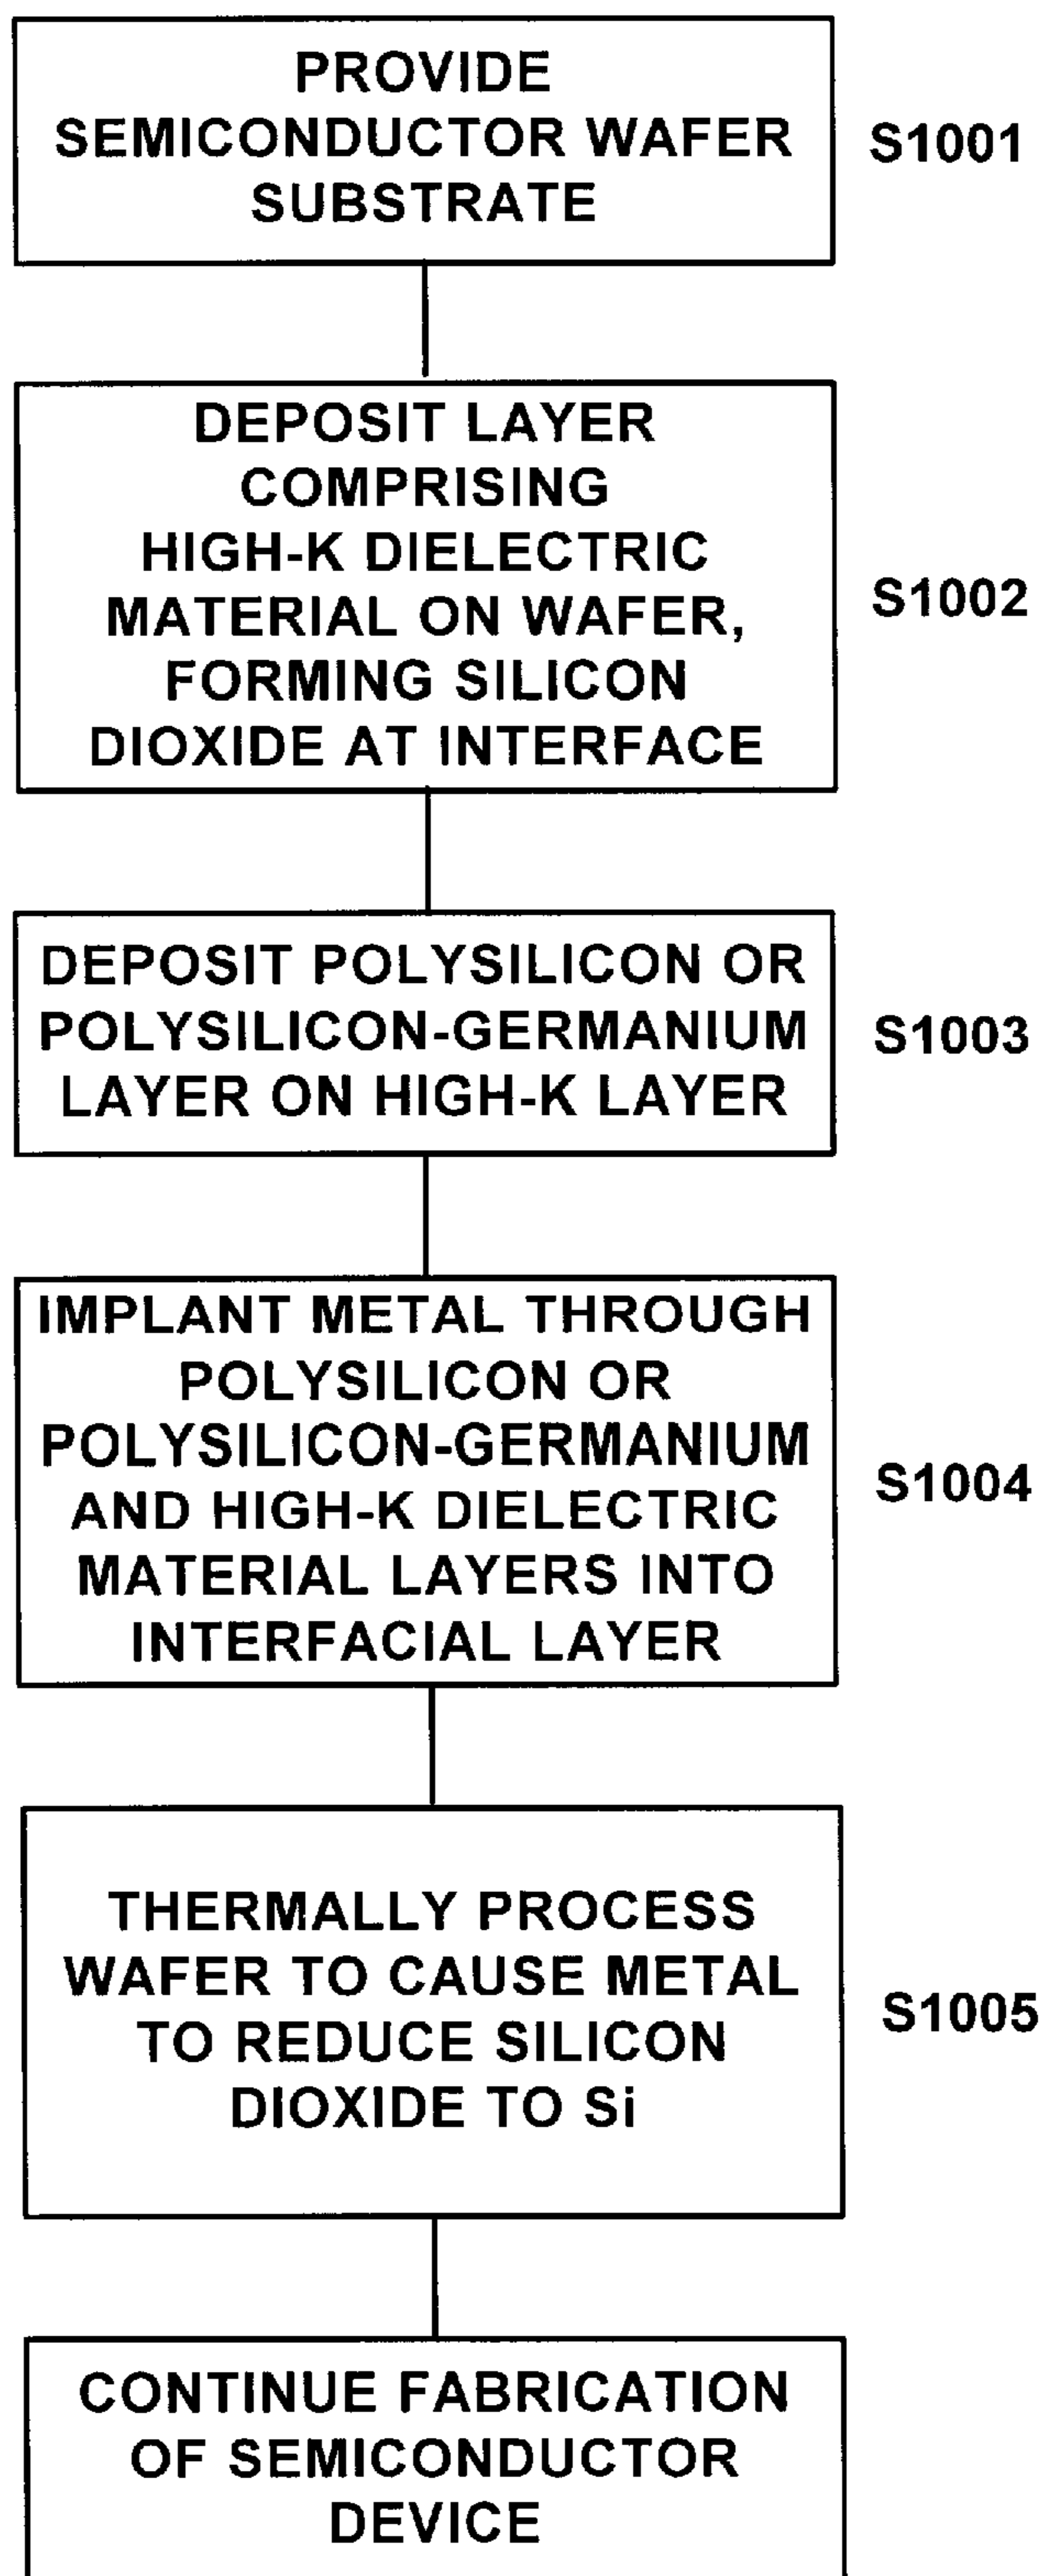 PROVIDE
SEMICONDUCTOR WAFER
SUBSTRATE
S1001
DEPOSIT LAYER
COMPRISING
HIGH-K DIELECTRIC
MATERIAL ON WAFER,
FORMING SILICON
DIOXIDE AT INTERFACE
S1002
DEPOSIT POLYSILICON OR
POLYSILICON-GERMANIUM
LAYER ON HIGH-K LAYER
S1003
IMPLANT METAL THROUGH
POLYSILICON OR
POLYSILICON-GERMANIUM
AND HIGH-K DIELECTRIC
MATERIAL LAYERS INTO
INTERFACIAL LAYER
S1004
THERMALLY PROCESS
WAFER TO CAUSE METAL
TO REDUCE SILICON
DIOXIDE TO Si
S1005
CONTINUE FABRICATION
OF SEMICONDUCTOR
DEVICE